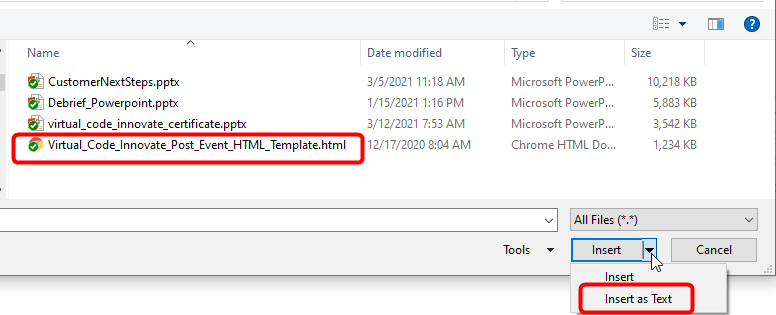 Name Date modified Type Size
CustomerNextSteps.pptx 3/5/2021 11:18 AM Microsoft PowerP... 10,218 KB
Debrief_Powerpoint.pptx 1/15/2021 1:16 PM Microsoft PowerP... 5,883 KB
virtual_code_innovate_certificate.pptx 3/12/2021 7:53 AM Microsoft PowerP... 3,542 KB
Virtual_Code_Innovate_Post_Event_HTML_Template.html 12/17/2020 8:04 AM Chrome HTML Do... 1,234 KB
All Files (*.*)
Tools Insert Cancel
Insert
Insert as Text